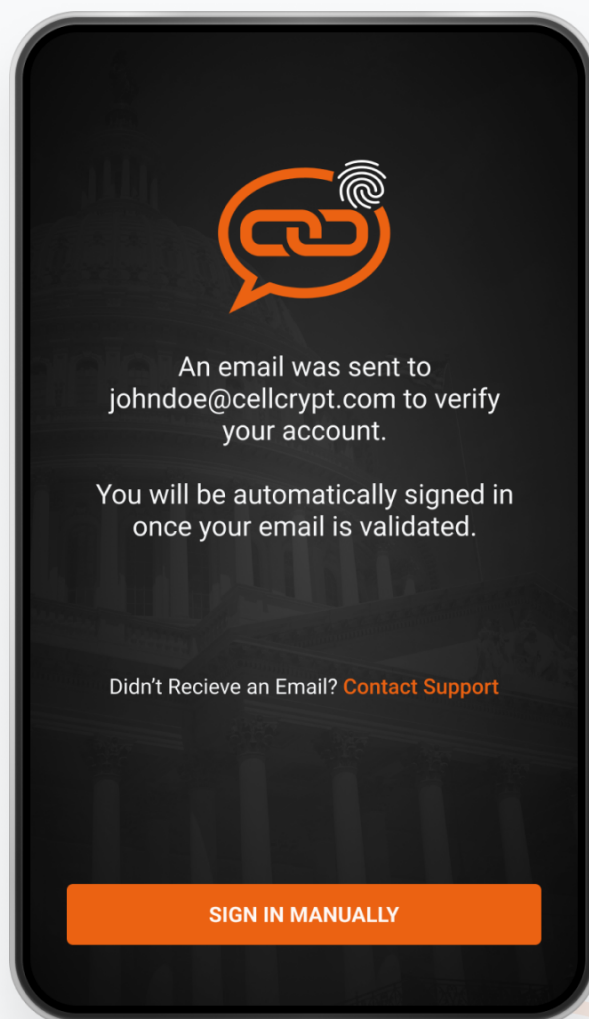 An email was sent to
johndoe@cellcrypt.com to verify
your account.
You will be automatically signed in
once your email is validated.
Didn't Recieve an Email? Contact Support
SIGN IN MANUALLY